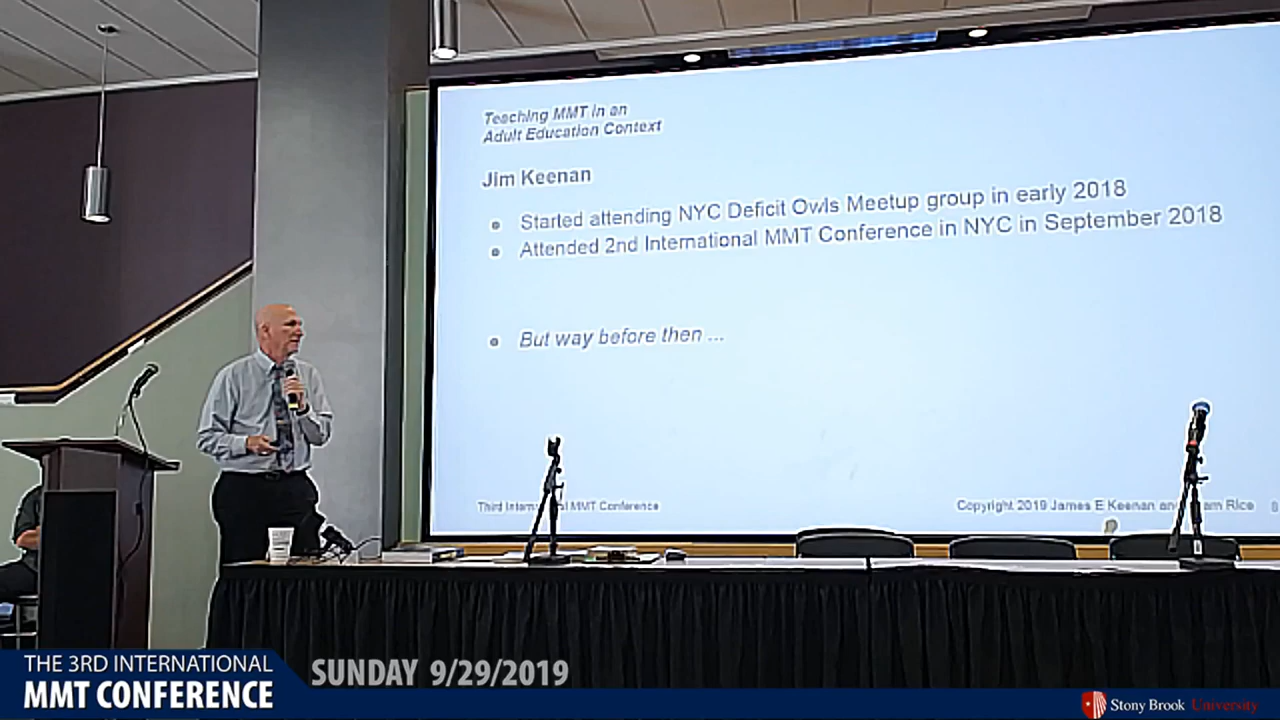 Teaching MMT in an
Adult Education Context
Jim Keenan
Started attending NYC Deficit Owls Meetup group in early 2018
Attended 2nd International MMT Conference in NYC in September 2018
But way before then ...
Third MMT Conference
Copyright 2019 James E Keenan Rice
THE 3RD INTERNATIONAL
MMT CONFERENCE
SUNDAY 9/29/2019
Stony Brook University